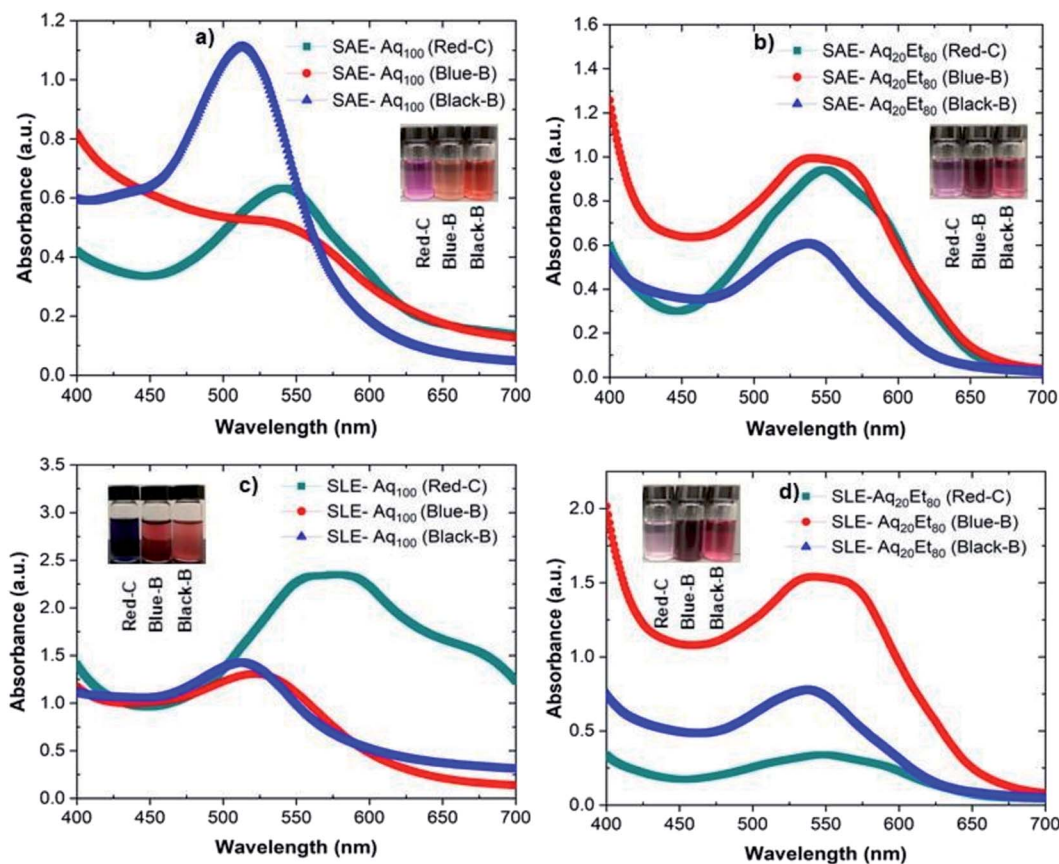 a)
SAE- Aq100 (Red-C)
SAE- Aq100 (Blue-B)
SAE- Aq100 (Black-B)
Red-C
Blue-B
Black-B
1.2
1.0
0.8
0.6
0.4
0.2
0.0
Absorbance (a.u.)
400 450 500 550 600 650 700
Wavelength (nm)
b)
SAE- Aq20Et80 (Red-C)
SAE- Aq20Et80 (Blue-B)
SAE- Aq20Et80 (Black-B)
Red-C
Blue-B
Black-B
1.6
1.4
1.2
1.0
0.8
0.6
0.4
0.2
0.0
Absorbance (a.u.)
400 450 500 550 600 650 700
Wavelength (nm)
c)
SLE- Aq100 (Red-C)
SLE- Aq100 (Blue-B)
SLE- Aq100 (Black-B)
Red-C
Blue-B
Black-B
3.5
3.0
2.5
2.0
1.5
1.0
0.5
0.0
Absorbance (a.u.)
400 450 500 550 600 650 700
Wavelength (nm)
d)
SLE-Aq20Et80 (Red-C)
SLE-Aq20Et80 (Blue-B)
SLE-Aq20Et80 (Black-B)
Red-C
Blue-B
Black-B
2.0
1.5
1.0
0.5
0.0
Absorbance (a.u.)
400 450 500 550 600 650 700
Wavelength (nm)